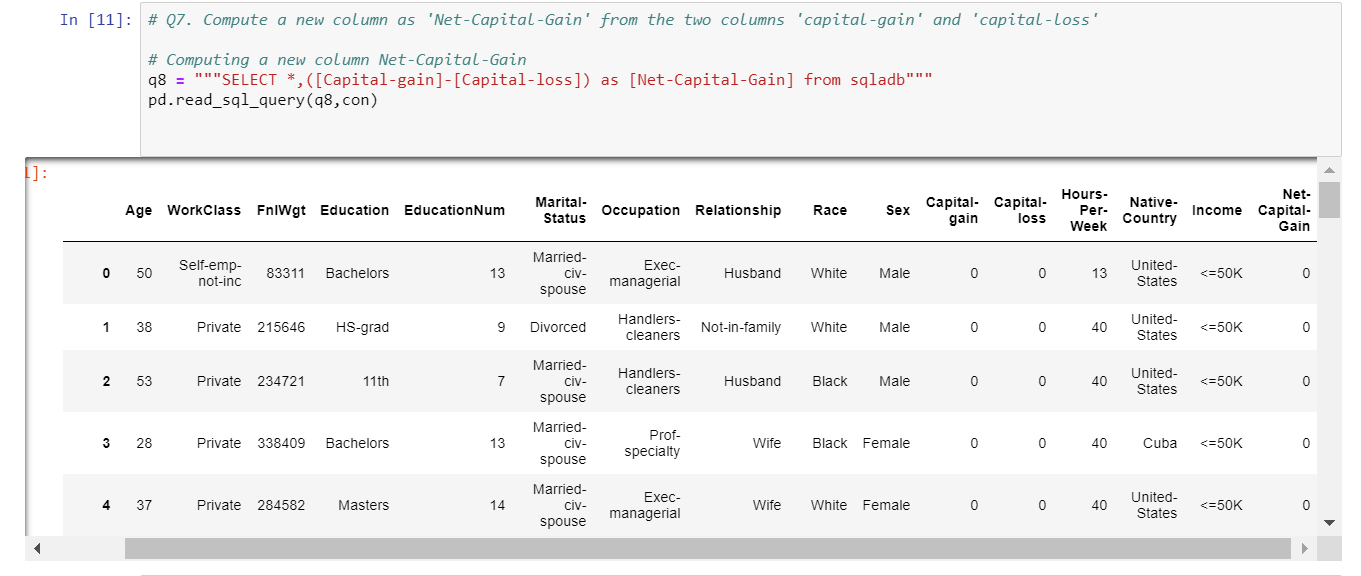 In [11]: # Q7. Compute a new column as 'Net-Capital-Gain' from the two columns 'capital-gain' and 'capital-loss'
# Computing a new column Net-Capital-Gain
q8 = """SELECT *,([Capital-gain]-[Capital-loss]) as [Net-Capital-Gain] from sqladb"""
pd.read_sql_query(q8,con)
1]:
Age WorkClass FnlWgt Education EducationNum Marital-Status Occupation Relationship Race Sex Capital-gain Capital-loss Hours-Per-Week Native-Country Income Net-Capital-Gain
0 50 Self-emp-not-inc 83311 Bachelors 13 Married-civ-spouse Exec-managerial Husband White Male 0 0 13 United-States <=50K 0
1 38 Private 215646 HS-grad 9 Divorced Handlers-cleaners Not-in-family White Male 0 0 40 United-States <=50K 0
2 53 Private 234721 11th 7 Married-civ-spouse Handlers-cleaners Husband Black Male 0 0 40 United-States <=50K 0
3 28 Private 338409 Bachelors 13 Married-civ-spouse Prof-specialty Wife Black Female 0 0 40 Cuba <=50K 0
4 37 Private 284582 Masters 14 Married-civ-spouse Exec-managerial Wife White Female 0 0 40 United-States <=50K 0